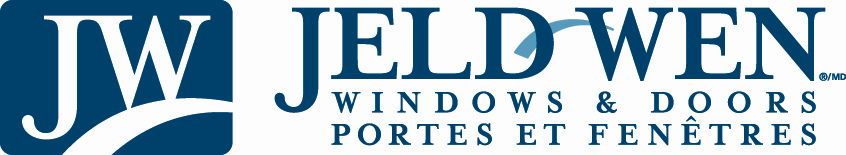 JW
JELD-WEN®/MD
WINDOWS & DOORS
PORTES ET FENÊTRES